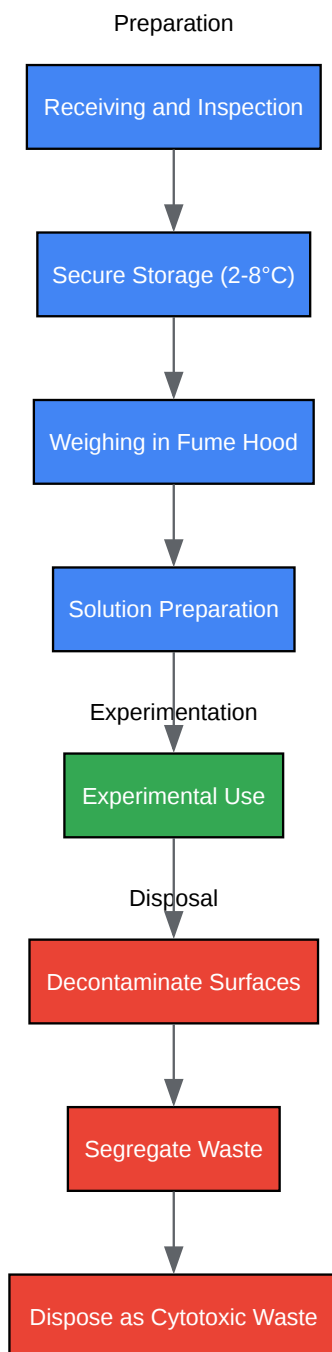 Preparation
Receiving and Inspection
Secure Storage (2-8°C)
Weighing in Fume Hood
Solution Preparation
Experimentation
Experimental Use
Disposal
Decontaminate Surfaces
Segregate Waste
Dispose as Cytotoxic Waste